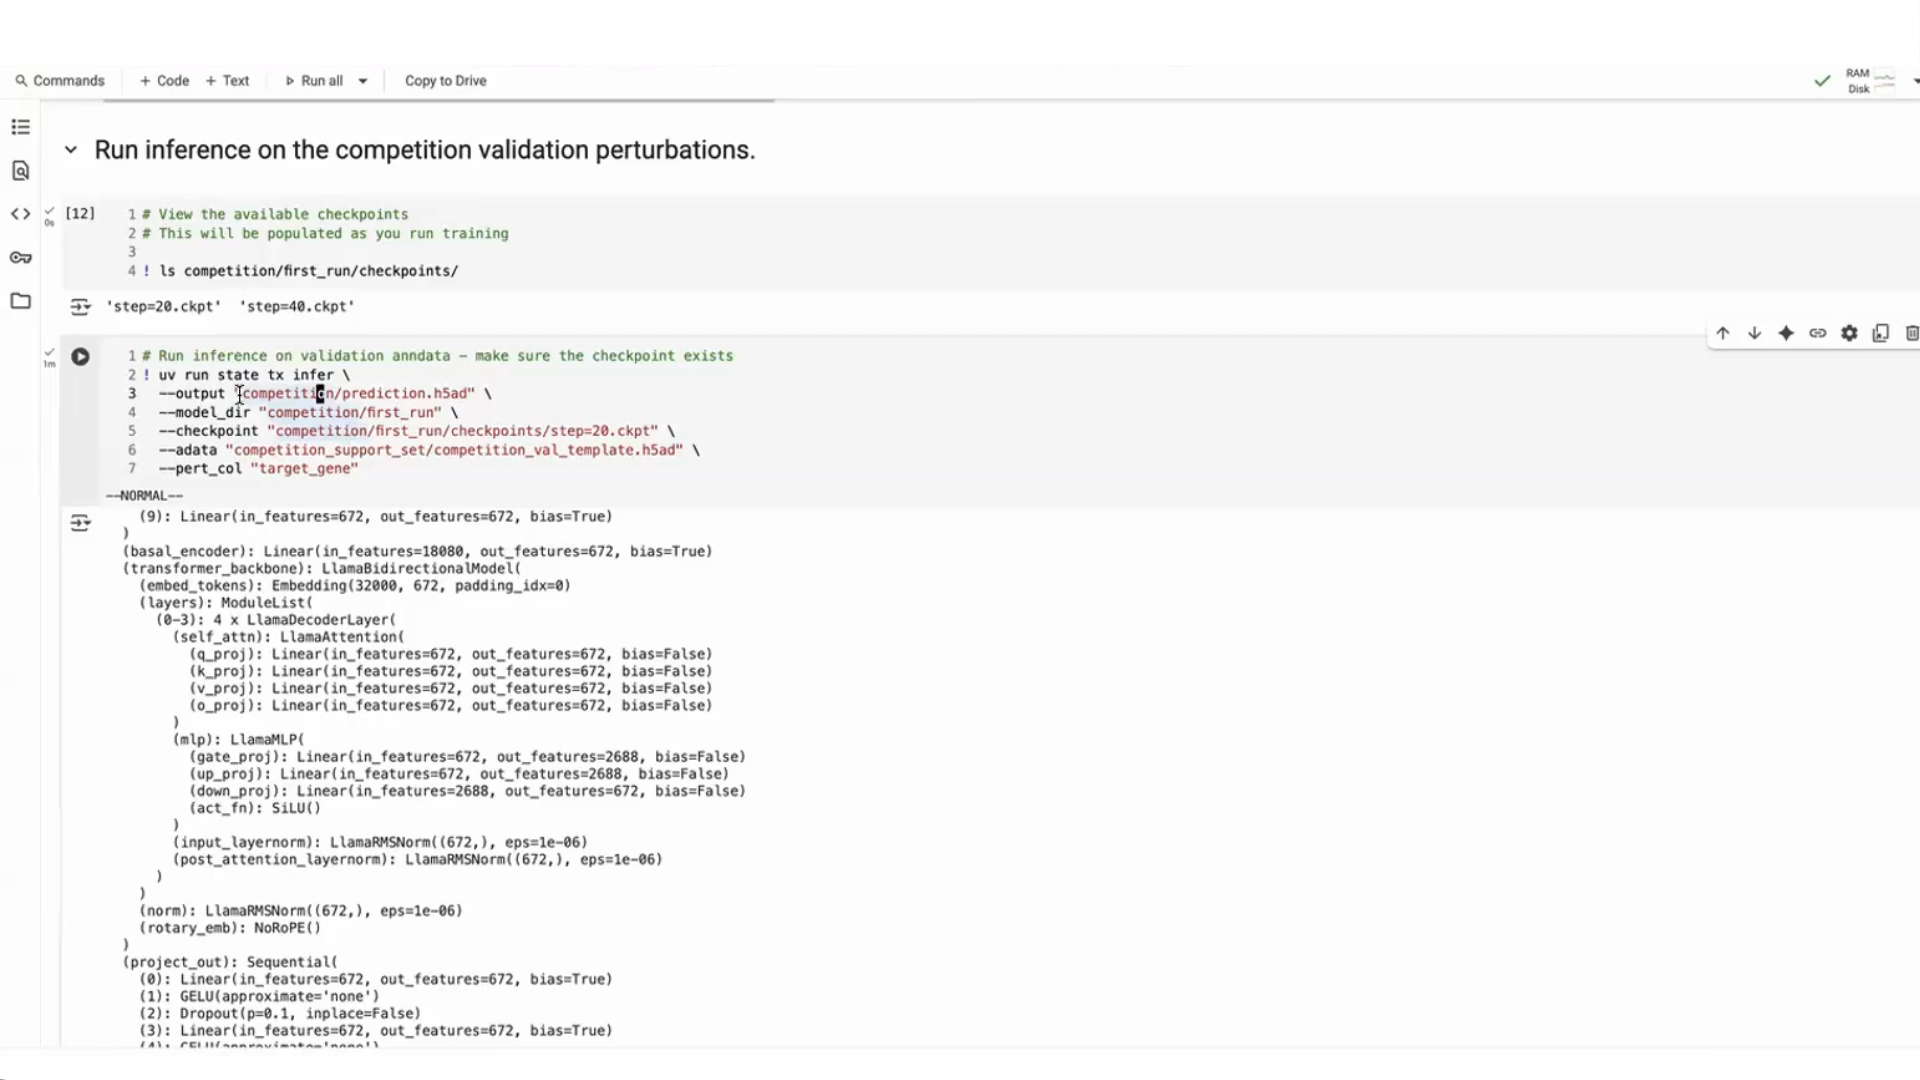 Commands + Code + Text Run all Copy to Drive RAM
Disk
Run inference on the competition validation perturbations.
[12] 1 # View the available checkpoints
0s 2 # This will be populated as you run training
3
4 ! ls competition/first_run/checkpoints/
'step=20.ckpt' 'step=40.ckpt'
1 # Run inference on validation anndata – make sure the checkpoint exists
1m 2 ! uv run state tx infer \
3 --output "competition/prediction.h5ad" \
4 --model_dir "competition/first_run" \
5 --checkpoint "competition/first_run/checkpoints/step=20.ckpt" \
6 --adata "competition_support_set/competition_val_template.h5ad" \
7 --pert_col "target_gene"
--NORMAL--
(9): Linear(in_features=672, out_features=672, bias=True)
)
(basal_encoder): Linear(in_features=18080, out_features=672, bias=True)
(transformer_backbone): LlamaBidirectionalModel(
(embed_tokens): Embedding(32000, 672, padding_idx=0)
(layers): ModuleList(
(0-3): 4 x LlamaDecoderLayer(
(self_attn): LlamaAttention(
(q_proj): Linear(in_features=672, out_features=672, bias=False)
(k_proj): Linear(in_features=672, out_features=672, bias=False)
(v_proj): Linear(in_features=672, out_features=672, bias=False)
(o_proj): Linear(in_features=672, out_features=672, bias=False)
)
(mlp): LlamaMLP(
(gate_proj): Linear(in_features=672, out_features=2688, bias=False)
(up_proj): Linear(in_features=672, out_features=2688, bias=False)
(down_proj): Linear(in_features=2688, out_features=672, bias=False)
(act_fn): SiLU()
)
(input_layernorm): LlamaRMSNorm((672,), eps=1e-06)
(post_attention_layernorm): LlamaRMSNorm((672,), eps=1e-06)
)
)
(norm): LlamaRMSNorm((672,), eps=1e-06)
(rotary_emb): NoRoPE()
)
(project_out): Sequential(
(0): Linear(in_features=672, out_features=672, bias=True)
(1): GELU(approximate='none')
(2): Dropout(p=0.1, inplace=False)
(3): Linear(in_features=672, out_features=672, bias=True)
(4): GELU(approximate='none')